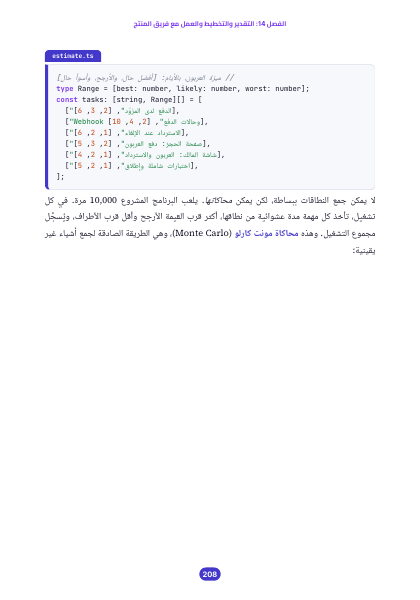 الفصل 14: التقدير والتخطيط والعمل مع فريق المنتج
estimate.ts
// ميزة العربون، بالأيام: [أفضل حال، والأرجح، وأسوأ حال]
type Range = [best: number, likely: number, worst: number];
const tasks: [string, Range][] = [
["الدفع لدى المزوّد", [2, 3, 6]],
["Webhook وحالات الدفع", [2, 4, 10]],
["الاسترداد عند الإلغاء", [1, 2, 6]],
["صفحة الحجز: دفع العربون", [2, 3, 5]],
["شاشة المالك: العربون والاسترداد", [1, 2, 4]],
["اختبارات شاملة وإطلاق", [1, 2, 5]],
];
لا يمكن جمع النطاقات ببساطة، لكن يمكن محاكاتها. يلعب البرنامج المشروع 10,000 مرة. في كل
تشغيل، تأخذ كل مهمة مدة عشوائية من نطاقها، أكثر قرب القيمة الأرجح وأقل قرب الأطراف، ويُسجَّل
مجموع التشغيل. وهذه محاكاة مونت كارلو (Monte Carlo)، وهي الطريقة الصادقة لجمع أشياء غير
يقينية:
208